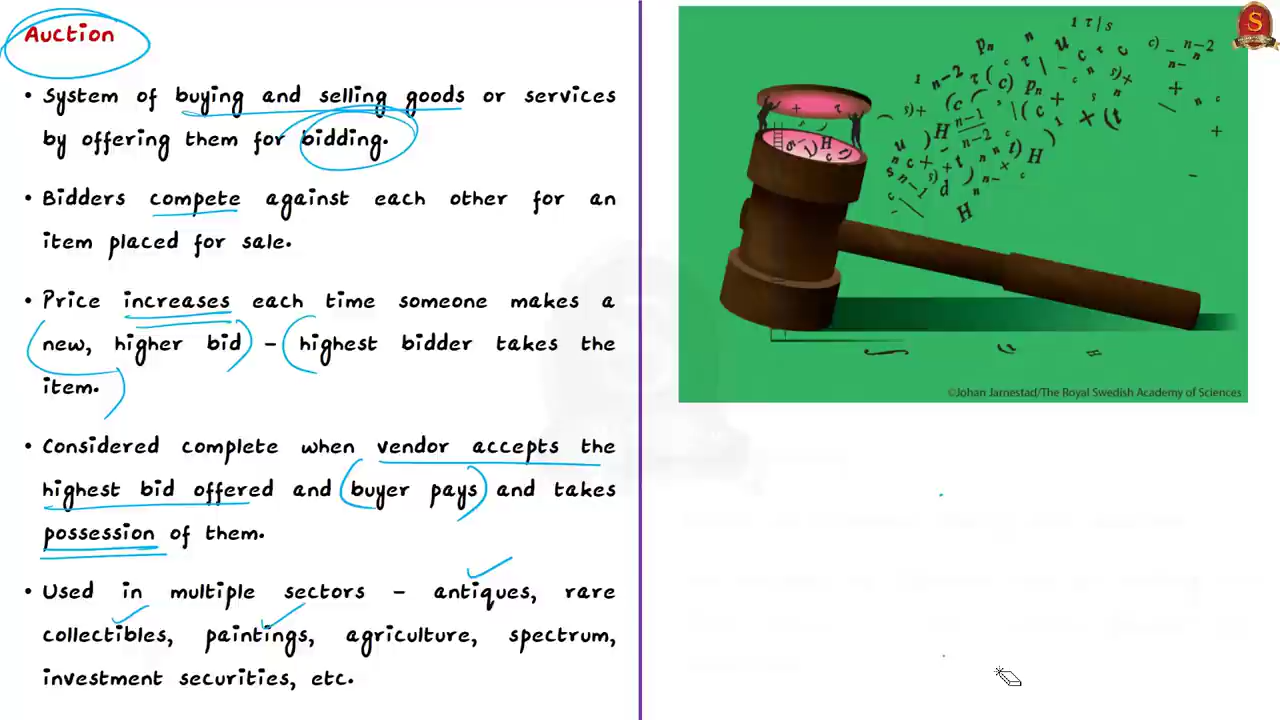 Auction
• System of buying and selling goods or services
by offering them for bidding.
• Bidders compete against each other for an
item placed for sale.
• Price increases each time someone makes a
new, higher bid – highest bidder takes the
item.
• Considered complete when vendor accepts the
highest bid offered and buyer pays and takes
possession of them.
• Used in multiple sectors – antiques, rare
collectibles, paintings, agriculture, spectrum,
investment securities, etc.
S
©Johan Jarnestad/The Royal Swedish Academy of Sciences